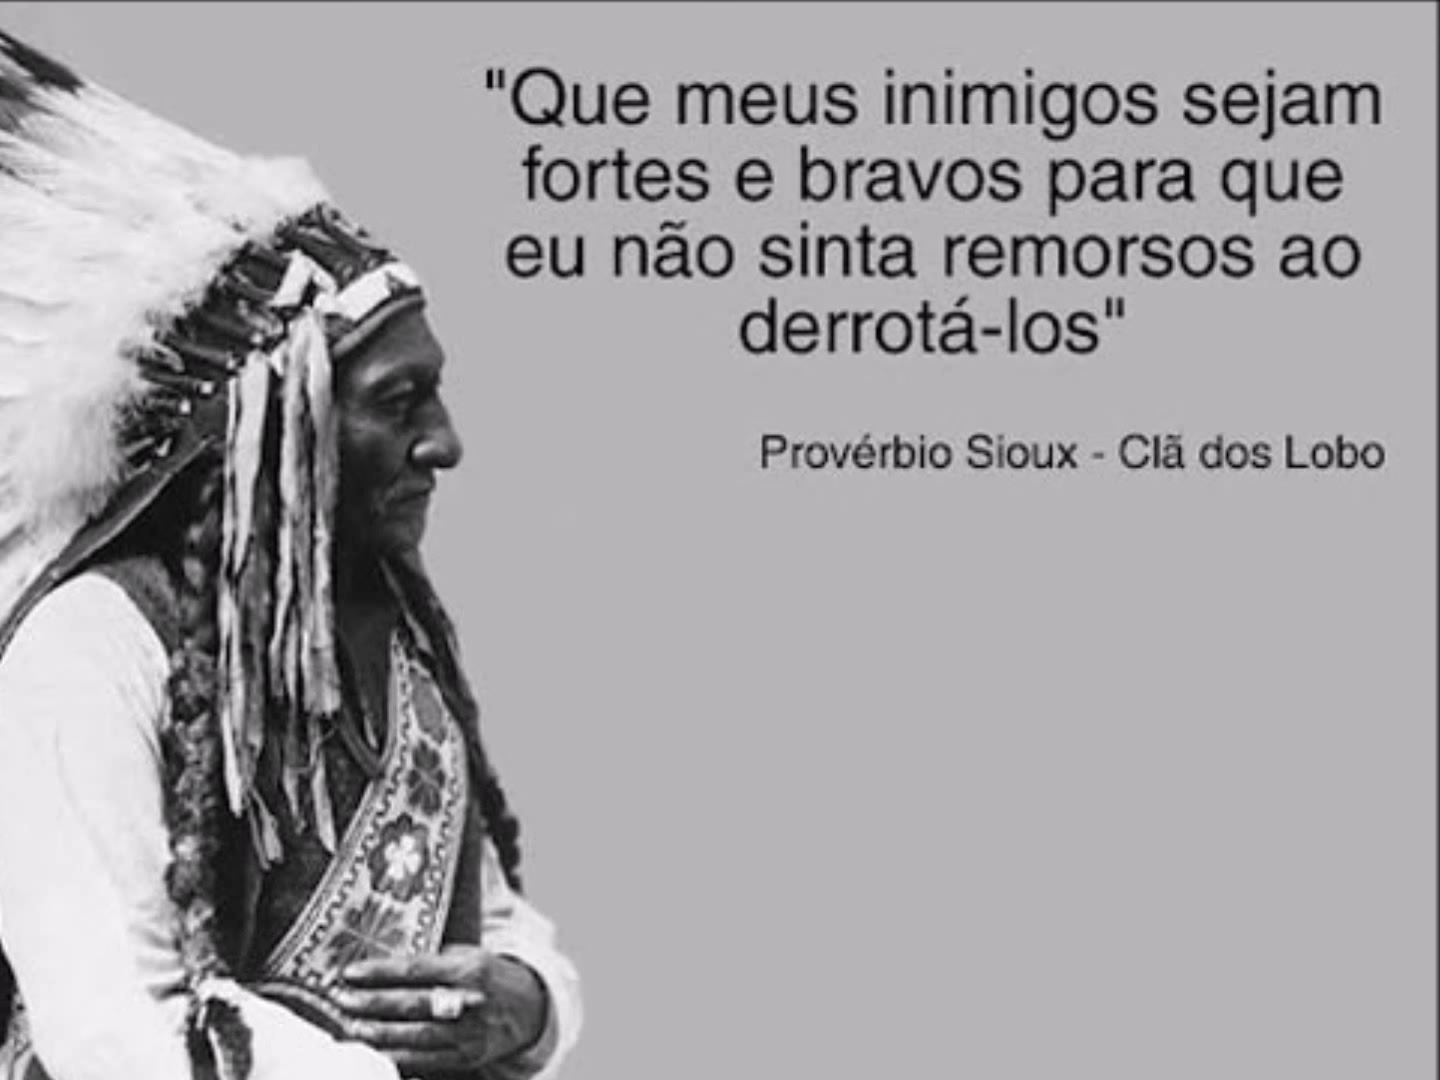 "Que meus inimigos sejam
fortes e bravos para que
eu não sinta remorsos ao
derrotá-los"
Provérbio Sioux - Clã dos Lobo